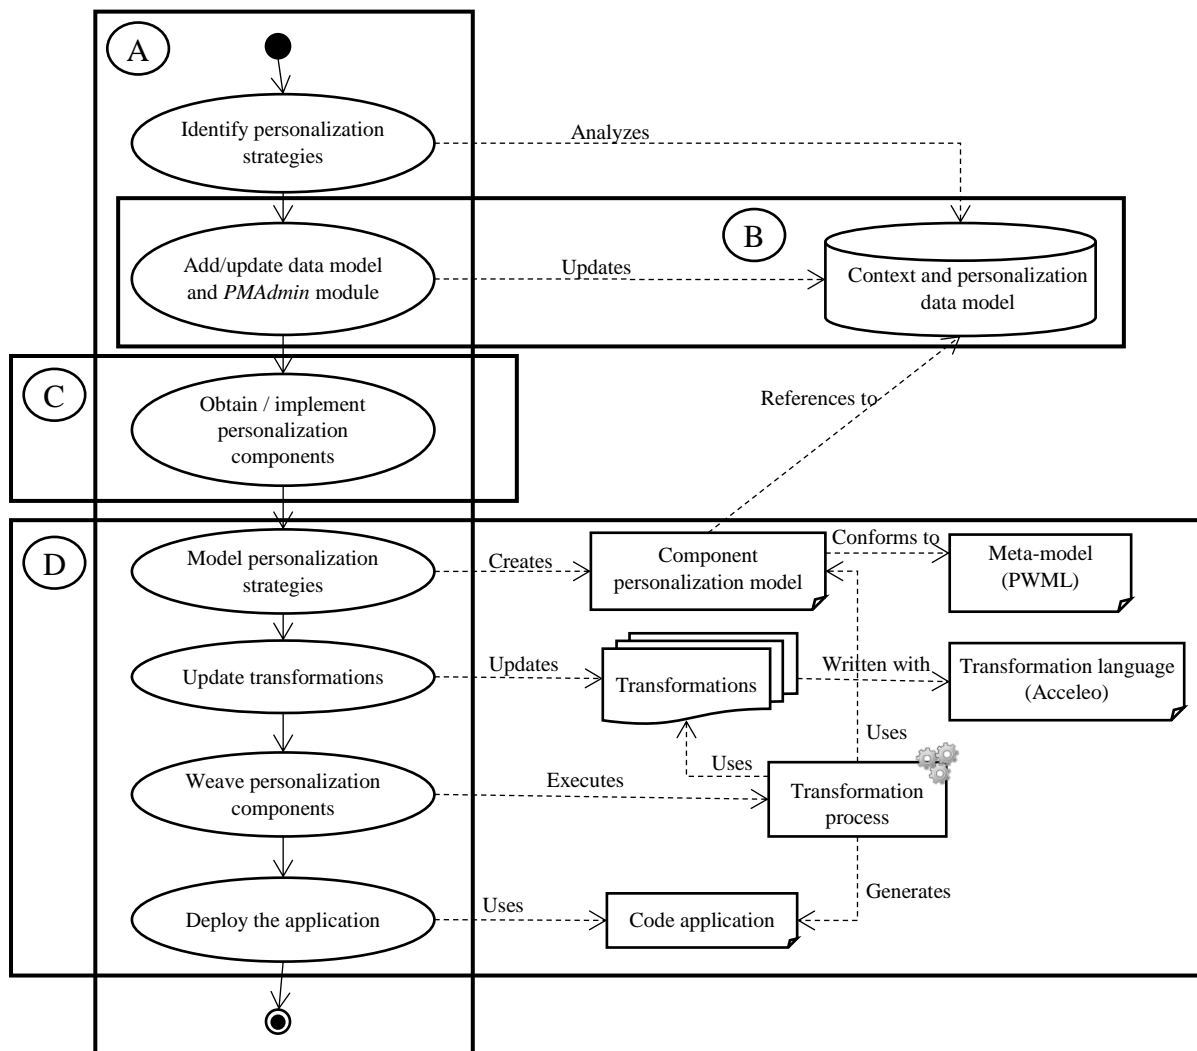 A
Identify personalization
strategies
Analyzes
B
Add/update data model
and PMAdmin module
Updates
Context and personalization
data model
C
Obtain / implement
personalization
components
References to
D
Model personalization
strategies
Creates
Component
personalization model
Conforms to
Meta-model
(PWML)
Update transformations
Updates
Transformations
Written with
Transformation language
(Acceleo)
Uses
Uses
Weave personalization
components
Executes
Transformation
process
Generates
Deploy the application
Uses
Code application